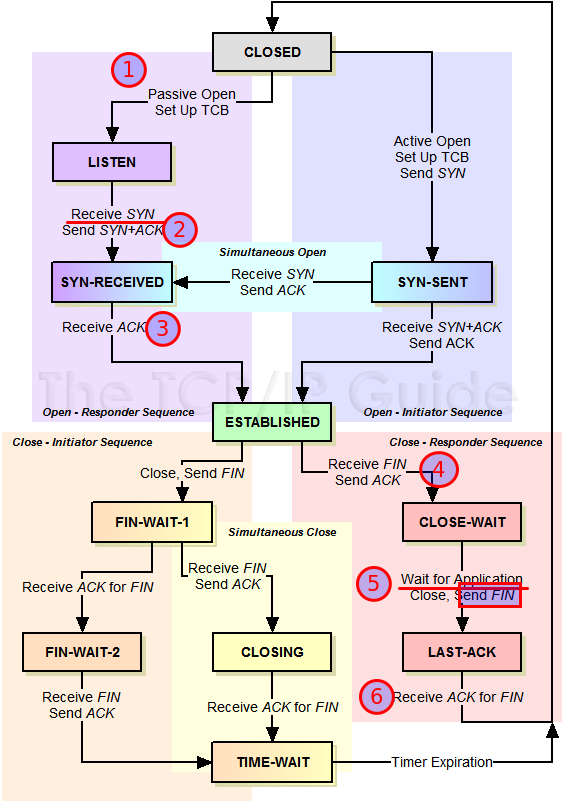 CLOSED
1
Passive Open
Set Up TCB
Active Open
Set Up TCB
Send SYN
LISTEN
Receive SYN
Send SYN+ACK
2
Simultaneous Open
SYN-RECEIVED
Receive SYN
Send ACK
SYN-SENT
Receive ACK
3
Receive SYN+ACK
Send ACK
The TCP/IP Guide
Open - Responder Sequence
ESTABLISHED
Open - Initiator Sequence
Close - Initiator Sequence
Close - Responder Sequence
Close, Send FIN
Receive FIN
Send ACK
4
FIN-WAIT-1
CLOSE-WAIT
Simultaneous Close
Receive ACK for FIN
Receive FIN
Send ACK
5
Wait for Application
Close, Send FIN
FIN-WAIT-2
CLOSING
LAST-ACK
Receive FIN
Send ACK
Receive ACK for FIN
6
Receive ACK for FIN
TIME-WAIT
Timer Expiration